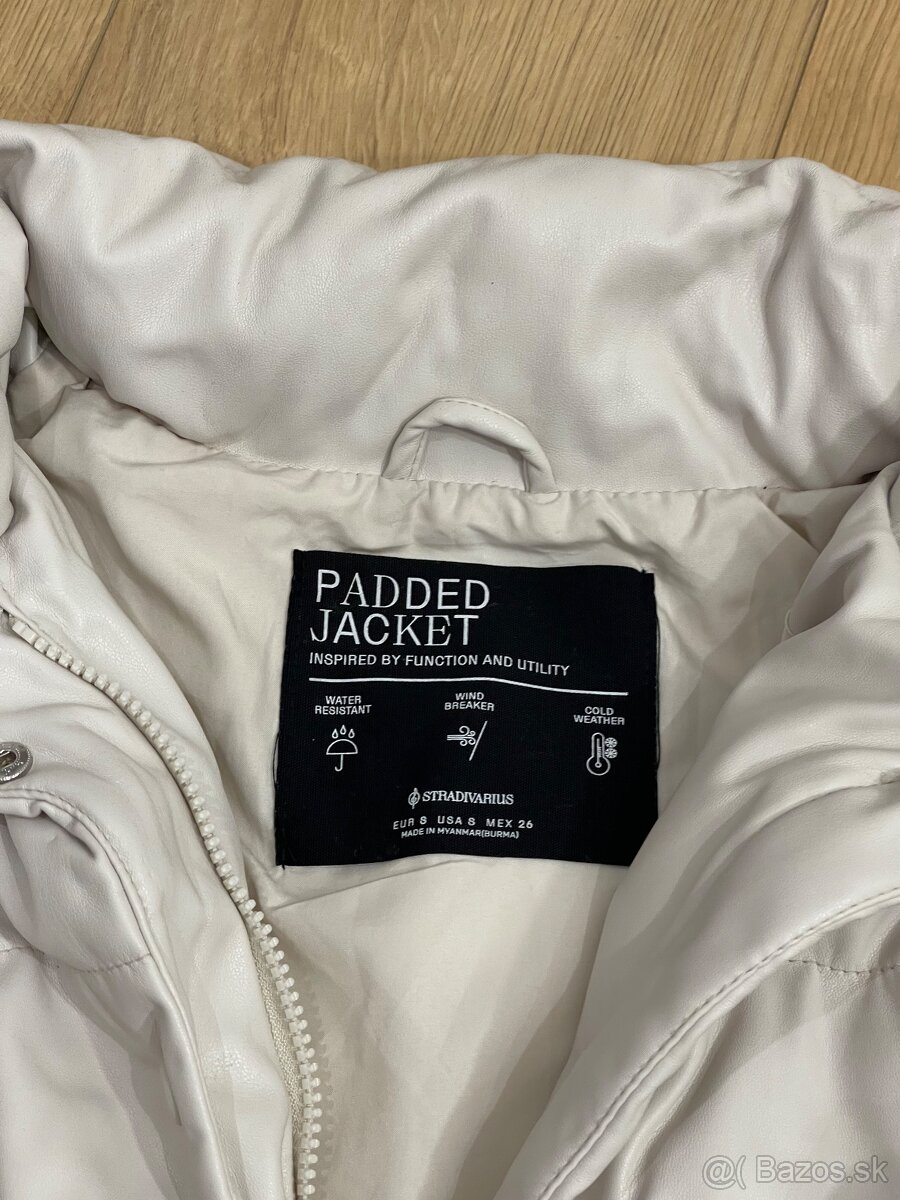 PADDED
JACKET
INSPIRED BY FUNCTION AND UTILITY
WATER
RESISTANT
WIND
BREAKER
COLD
WEATHER
STRADIVARIUS
EUR S USA S MEX 26
MADE IN MYANMAR(BURMA)
@( Bazos.sk